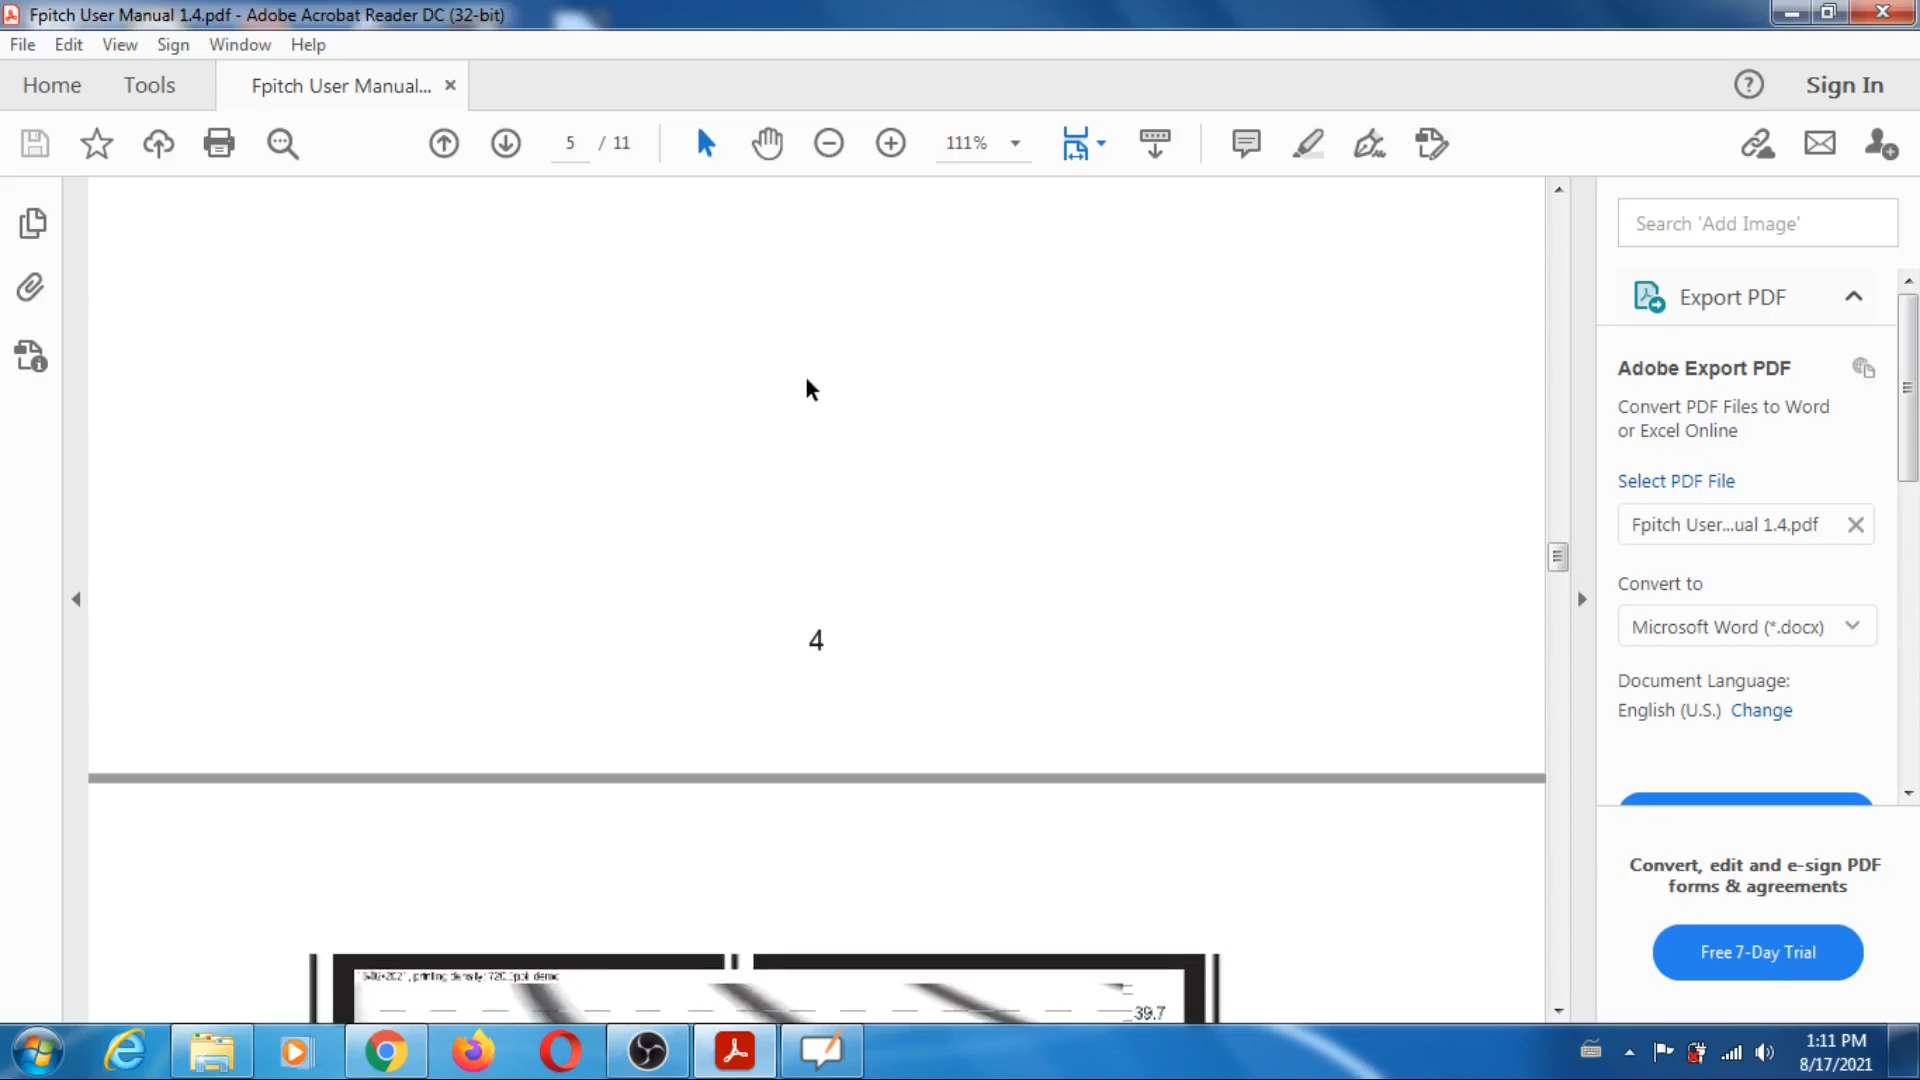 Fpitch User Manual 1.4.pdf - Adobe Acrobat Reader DC (32-bit)
File Edit View Sign Window Help
Home Tools Fpitch User Manual... Sign In
5 / 11 111%
Search 'Add Image'
Export PDF
Adobe Export PDF
Convert PDF Files to Word
or Excel Online
Select PDF File
Fpitch User...ual 1.4.pdf
Convert to
Microsoft Word (*.docx)
Document Language:
English (U.S.) Change
4
Convert, edit and e-sign PDF
forms & agreements
Free 7-Day Trial
printing density: 720
39.7
1:11 PM
8/17/2021